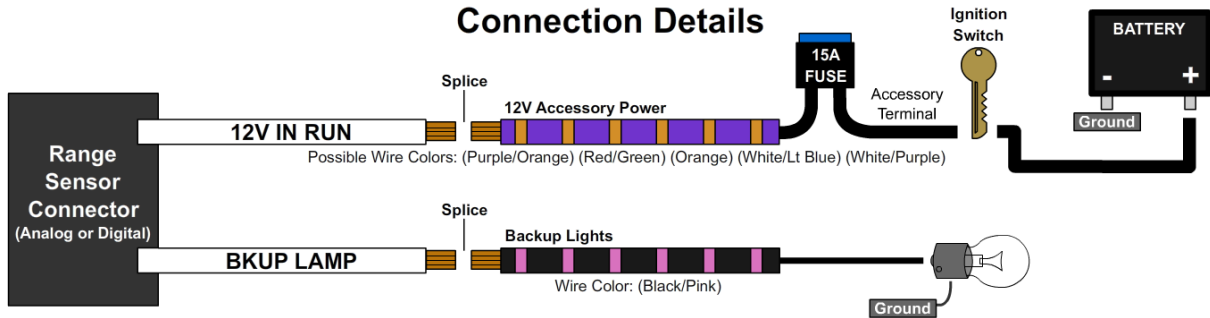 Connection Details
Ignition
Switch
BATTERY
- +
15A
FUSE
Splice
12V Accessory Power
Accessory
Terminal
Ground
12V IN RUN
Possible Wire Colors: (Purple/Orange) (Red/Green) (Orange) (White/Lt Blue) (White/Purple)
Range
Sensor
Connector
(Analog or Digital)
Splice
Backup Lights
BKUP LAMP
Wire Color: (Black/Pink)
Ground